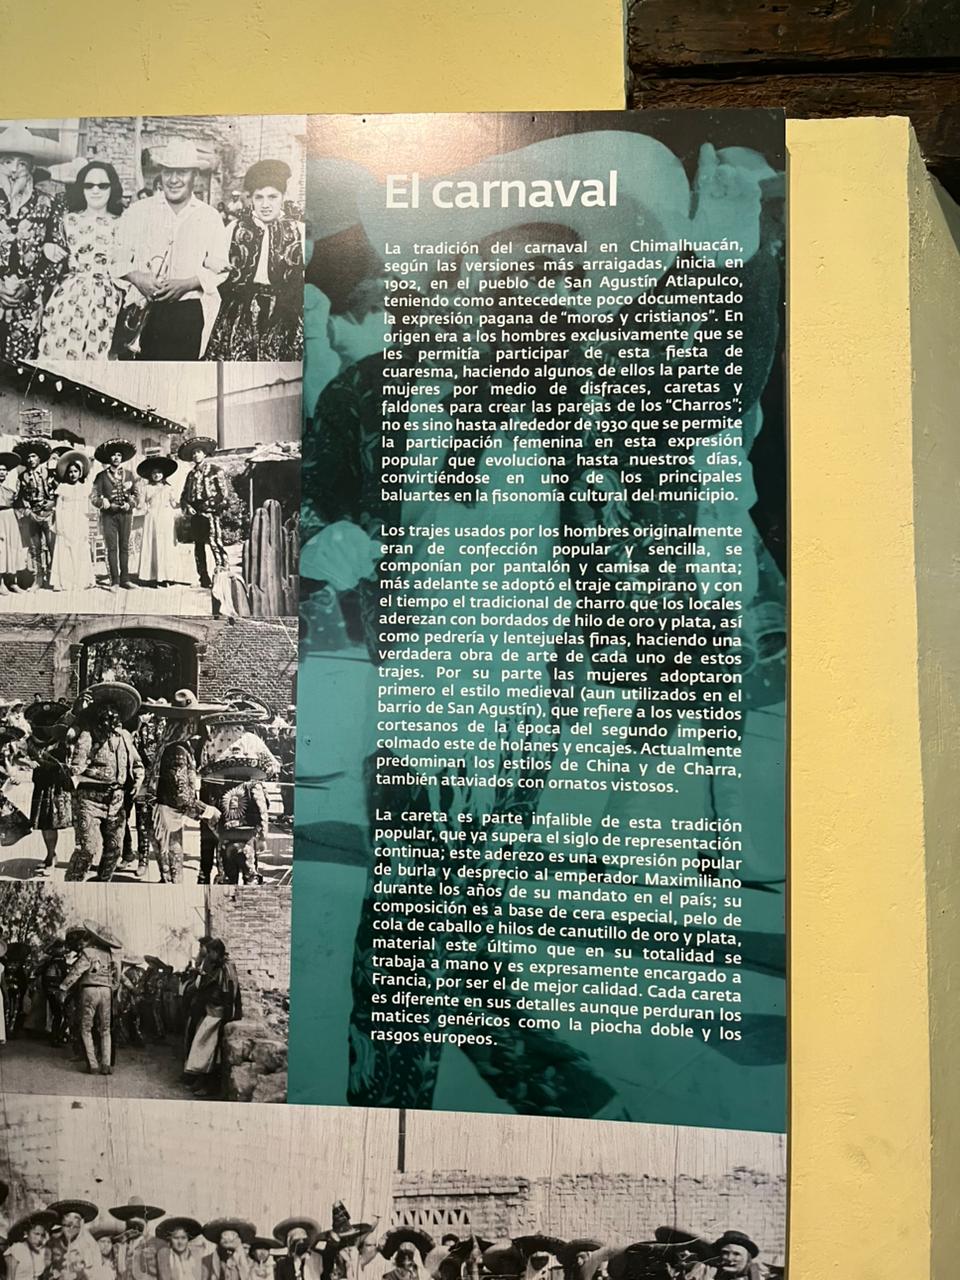 El carnaval
La tradición del carnaval en Chimalhuacán,
según las versiones más arraigadas, inicia en
1902, en el pueblo de San Agustín Atlapulco,
teniendo como antecedente poco documentado
la expresión pagana de “moros y cristianos”. En
origen era a los hombres exclusivamente que se
les permitía participar de esta fiesta de
cuaresma, haciendo algunos de ellos la parte de
mujeres por medio de disfraces, caretas y
faldones para crear las parejas de los “Charros”;
no es sino hasta alrededor de 1930 que se permite
la participación femenina en esta expresión
popular que evoluciona hasta nuestros días,
convirtiéndose en uno de los principales
baluartes en la fisonomía cultural del municipio.
Los trajes usados por los hombres originalmente
eran de confección popular y sencilla, se
componían por pantalón y camisa de manta;
más adelante se adoptó el traje campirano y con
el tiempo el tradicional de charro que los locales
aderezan con bordados de hilo de oro y plata, así
como pedrería y lentejuelas finas, haciendo una
verdadera obra de arte de cada uno de estos
trajes. Por su parte las mujeres adoptaron
primero el estilo medieval (aun utilizados en el
barrio de San Agustín), que refiere a los vestidos
cortesanos de la época del segundo imperio,
colmado este de holanes y encajes. Actualmente
predominan los estilos de China y de Charra,
también ataviados con ornatos vistosos.
La careta es parte infalible de esta tradición
popular, que ya supera el siglo de representación
continua; este aderezo es una expresión popular
de burla y desprecio al emperador Maximiliano
durante los años de su mandato en el país; su
composición es a base de cera especial, pelo de
cola de caballo e hilos de canutillo de oro y plata,
material este último que en su totalidad se
trabaja a mano y es expresamente encargado a
Francia, por ser el de mejor calidad. Cada careta
es diferente en sus detalles aunque perduran los
matices genéricos como la piocha doble y los
rasgos europeos.